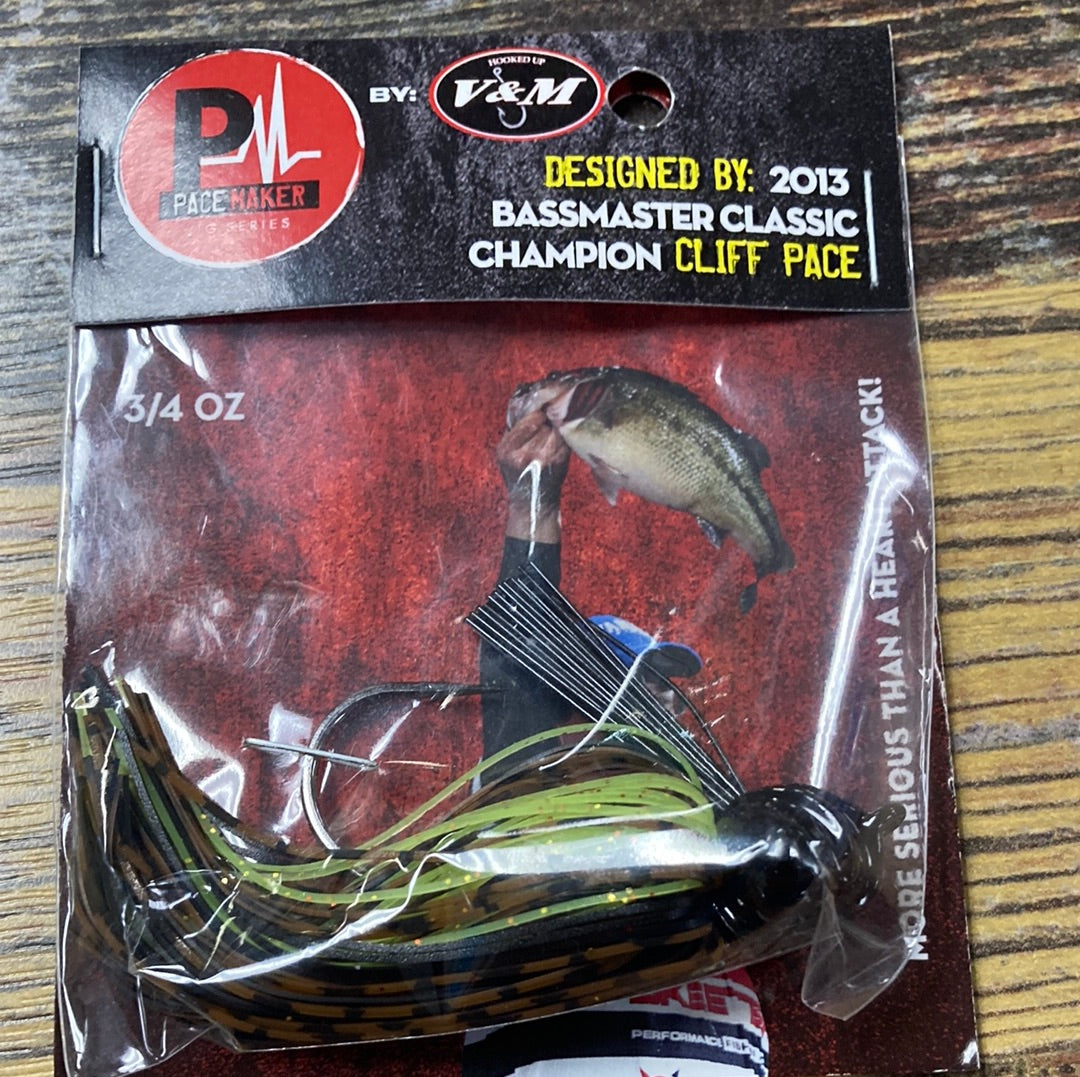 P
PACEMAKER
G SERIES
BY:
HOOKED UP
V&M
DESIGNED BY: 2013
BASSMASTER CLASSIC
CHAMPION CLIFF PACE
3/4 OZ
MORE SERIOUS THAN A HEART ATTACK!
PERFORMANCE